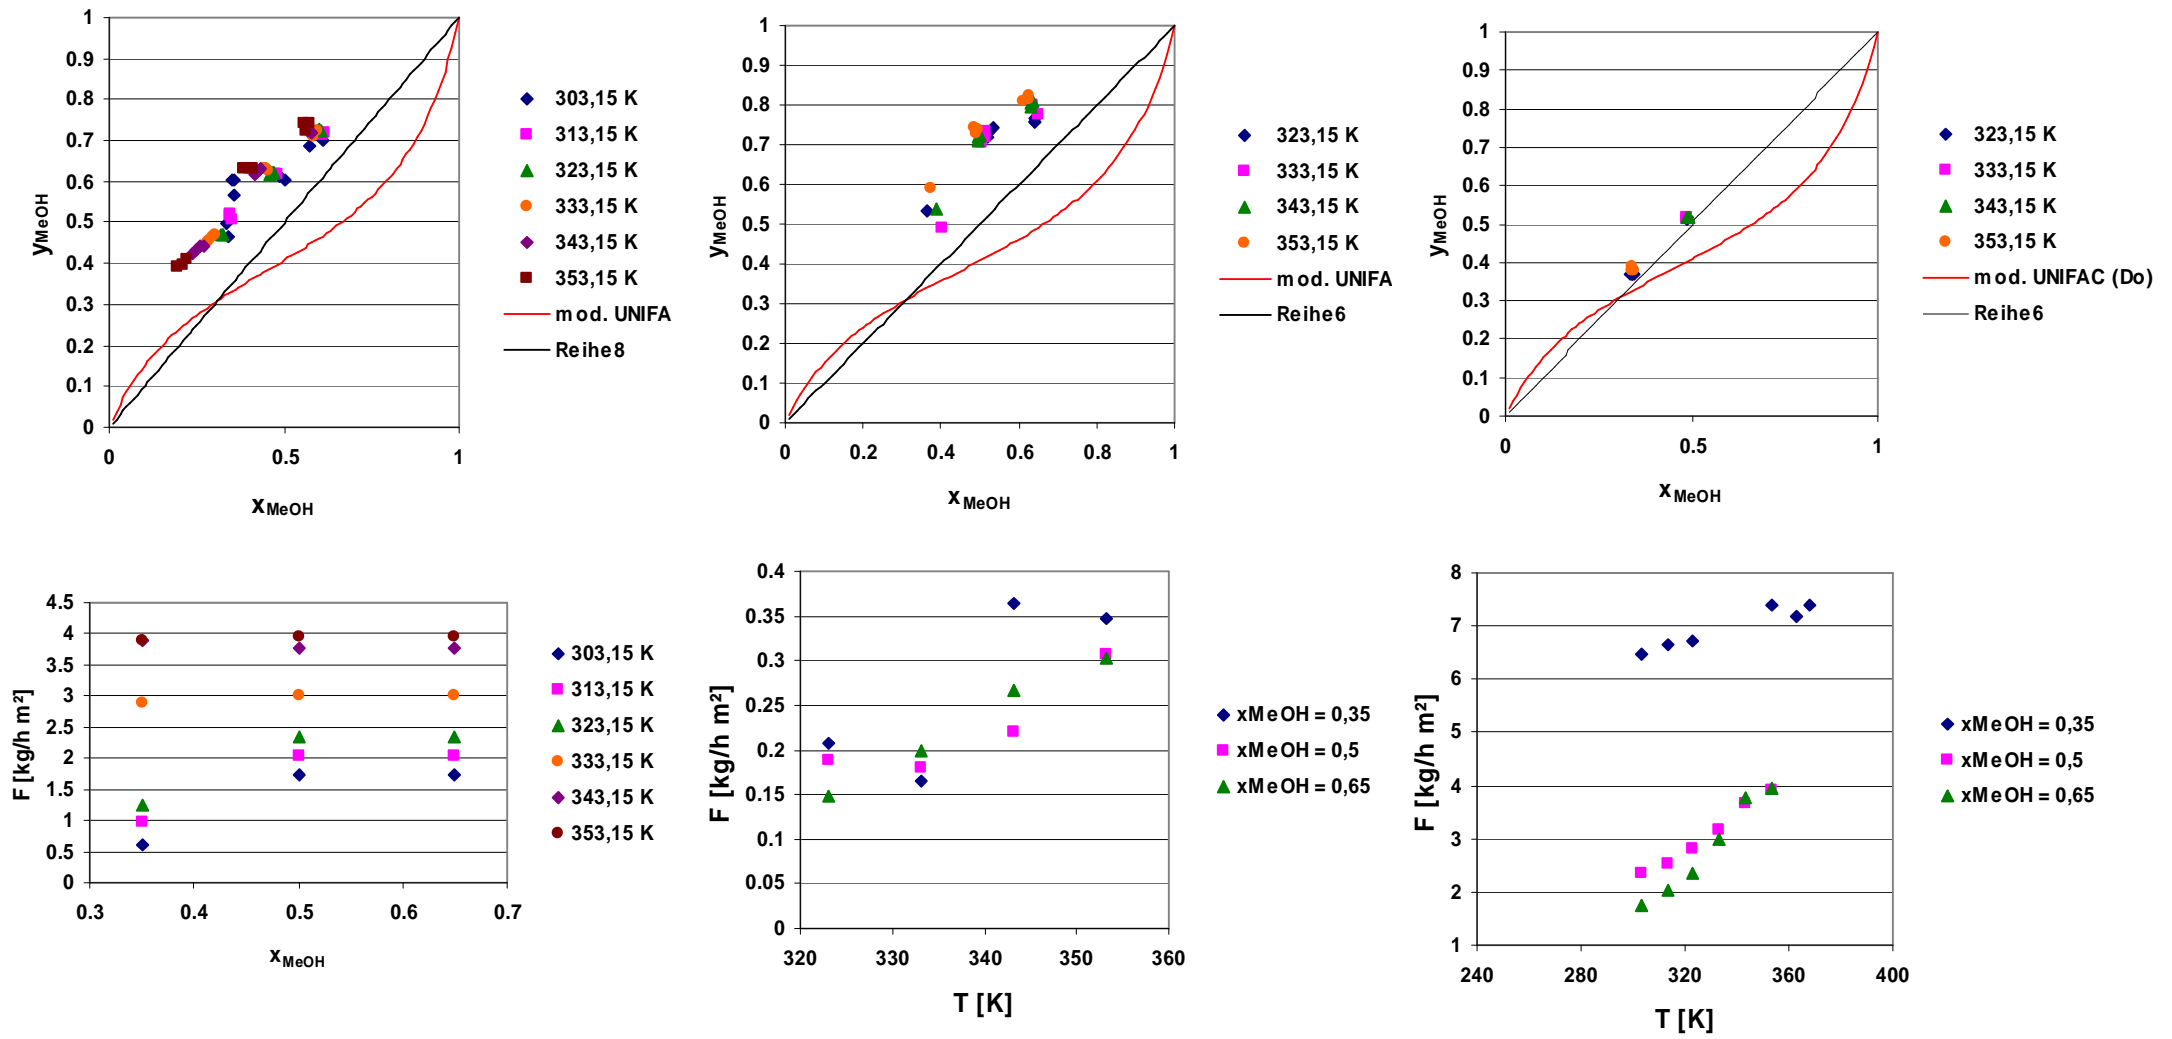 1
0.9
0.8
0.7
0.6
0.5
0.4
0.3
0.2
0.1
0
yMeOH
0
0.5
1
xMeOH
303,15 K
313,15 K
323,15 K
333,15 K
343,15 K
353,15 K
mod. UNIFA
Reihe8
1
0.9
0.8
0.7
0.6
0.5
0.4
0.3
0.2
0.1
0
yMeOH
0
0.2
0.4
0.6
0.8
1
xMeOH
323,15 K
333,15 K
343,15 K
353,15 K
mod. UNIFA
Reihe6
1
0.9
0.8
0.7
0.6
0.5
0.4
0.3
0.2
0.1
0
yMeOH
0
0.5
1
xMeOH
323,15 K
333,15 K
343,15 K
353,15 K
mod. UNIFAC (Do)
Reihe6
4.5
4
3.5
3
2.5
2
1.5
1
0.5
0
F [kg/h m²]
0.3
0.4
0.5
0.6
0.7
xMeOH
303,15 K
313,15 K
323,15 K
333,15 K
343,15 K
353,15 K
0.4
0.35
0.3
0.25
0.2
0.15
0.1
0.05
0
F [kg/h m²]
320
330
340
350
360
T [K]
xMeOH = 0,35
xMeOH = 0,5
xMeOH = 0,65
8
7
6
5
4
3
2
1
F [kg/h m²]
240
280
320
360
400
T [K]
xMeOH = 0,35
xMeOH = 0,5
xMeOH = 0,65